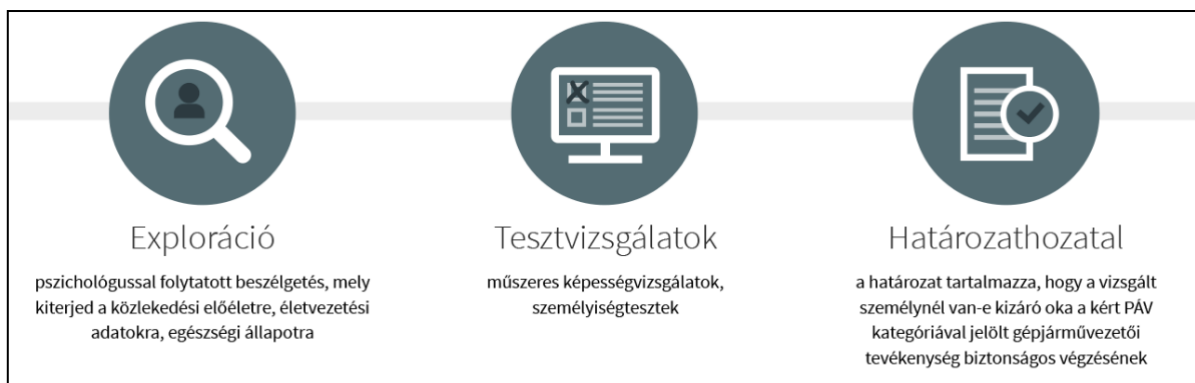 Exploráció
pszichológussal folytatott beszélgetés, mely
kiterjed a közlekedési előéletre, életvezetési
adatokra, egészségi állapotra
Tesztvizsgálatok
műszeres képességvizsgálatok,
személyiségtesztek
Határozathozatal
a határozat tartalmazza, hogy a vizsgált
személynél van-e kizáró oka a kért PÁV
kategóriával jelölt gépjárművezetői
tevékenység biztonságos végzésének